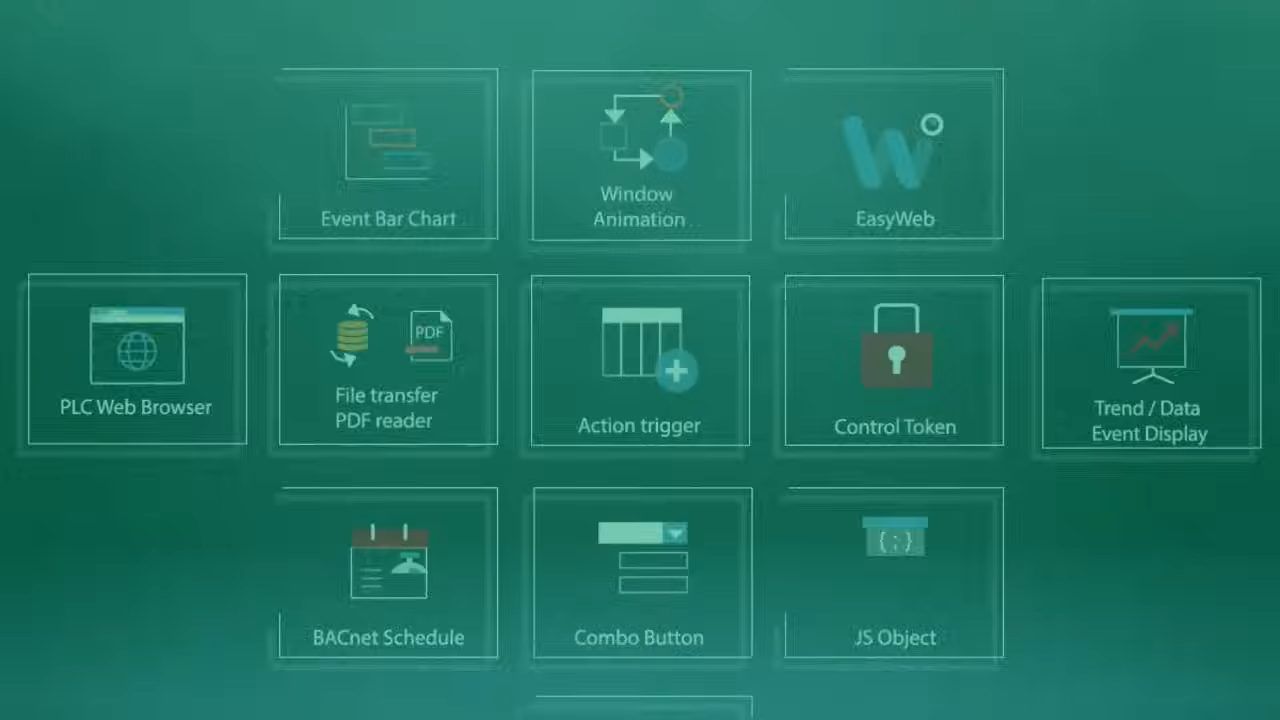 Event Bar Chart
Window
Animation
EasyWeb
PLC Web Browser
PDF
File transfer
PDF reader
Action trigger
Control Token
Trend / Data
Event Display
BACnet Schedule
Combo Button
{ ; }
JS Object